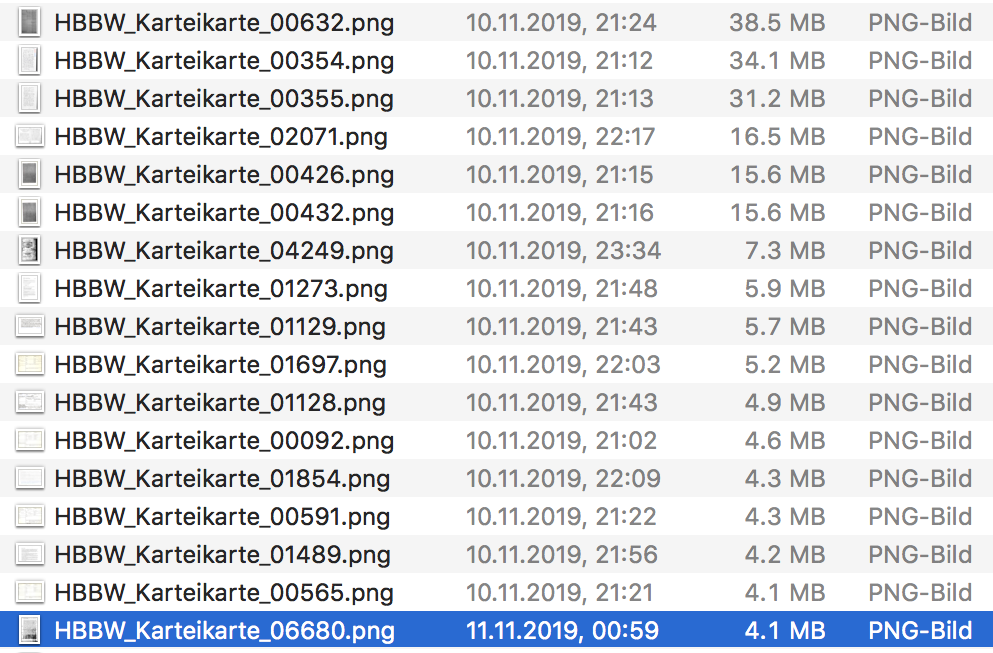 HBBW_Karteikarte_00632.png 10.11.2019, 21:24 38.5 MB PNG-Bild
HBBW_Karteikarte_00354.png 10.11.2019, 21:12 34.1 MB PNG-Bild
HBBW_Karteikarte_00355.png 10.11.2019, 21:13 31.2 MB PNG-Bild
HBBW_Karteikarte_02071.png 10.11.2019, 22:17 16.5 MB PNG-Bild
HBBW_Karteikarte_00426.png 10.11.2019, 21:15 15.6 MB PNG-Bild
HBBW_Karteikarte_00432.png 10.11.2019, 21:16 15.6 MB PNG-Bild
HBBW_Karteikarte_04249.png 10.11.2019, 23:34 7.3 MB PNG-Bild
HBBW_Karteikarte_01273.png 10.11.2019, 21:48 5.9 MB PNG-Bild
HBBW_Karteikarte_01129.png 10.11.2019, 21:43 5.7 MB PNG-Bild
HBBW_Karteikarte_01697.png 10.11.2019, 22:03 5.2 MB PNG-Bild
HBBW_Karteikarte_01128.png 10.11.2019, 21:43 4.9 MB PNG-Bild
HBBW_Karteikarte_00092.png 10.11.2019, 21:02 4.6 MB PNG-Bild
HBBW_Karteikarte_01854.png 10.11.2019, 22:09 4.3 MB PNG-Bild
HBBW_Karteikarte_00591.png 10.11.2019, 21:22 4.3 MB PNG-Bild
HBBW_Karteikarte_01489.png 10.11.2019, 21:56 4.2 MB PNG-Bild
HBBW_Karteikarte_00565.png 10.11.2019, 21:21 4.1 MB PNG-Bild
HBBW_Karteikarte_06680.png 11.11.2019, 00:59 4.1 MB PNG-Bild